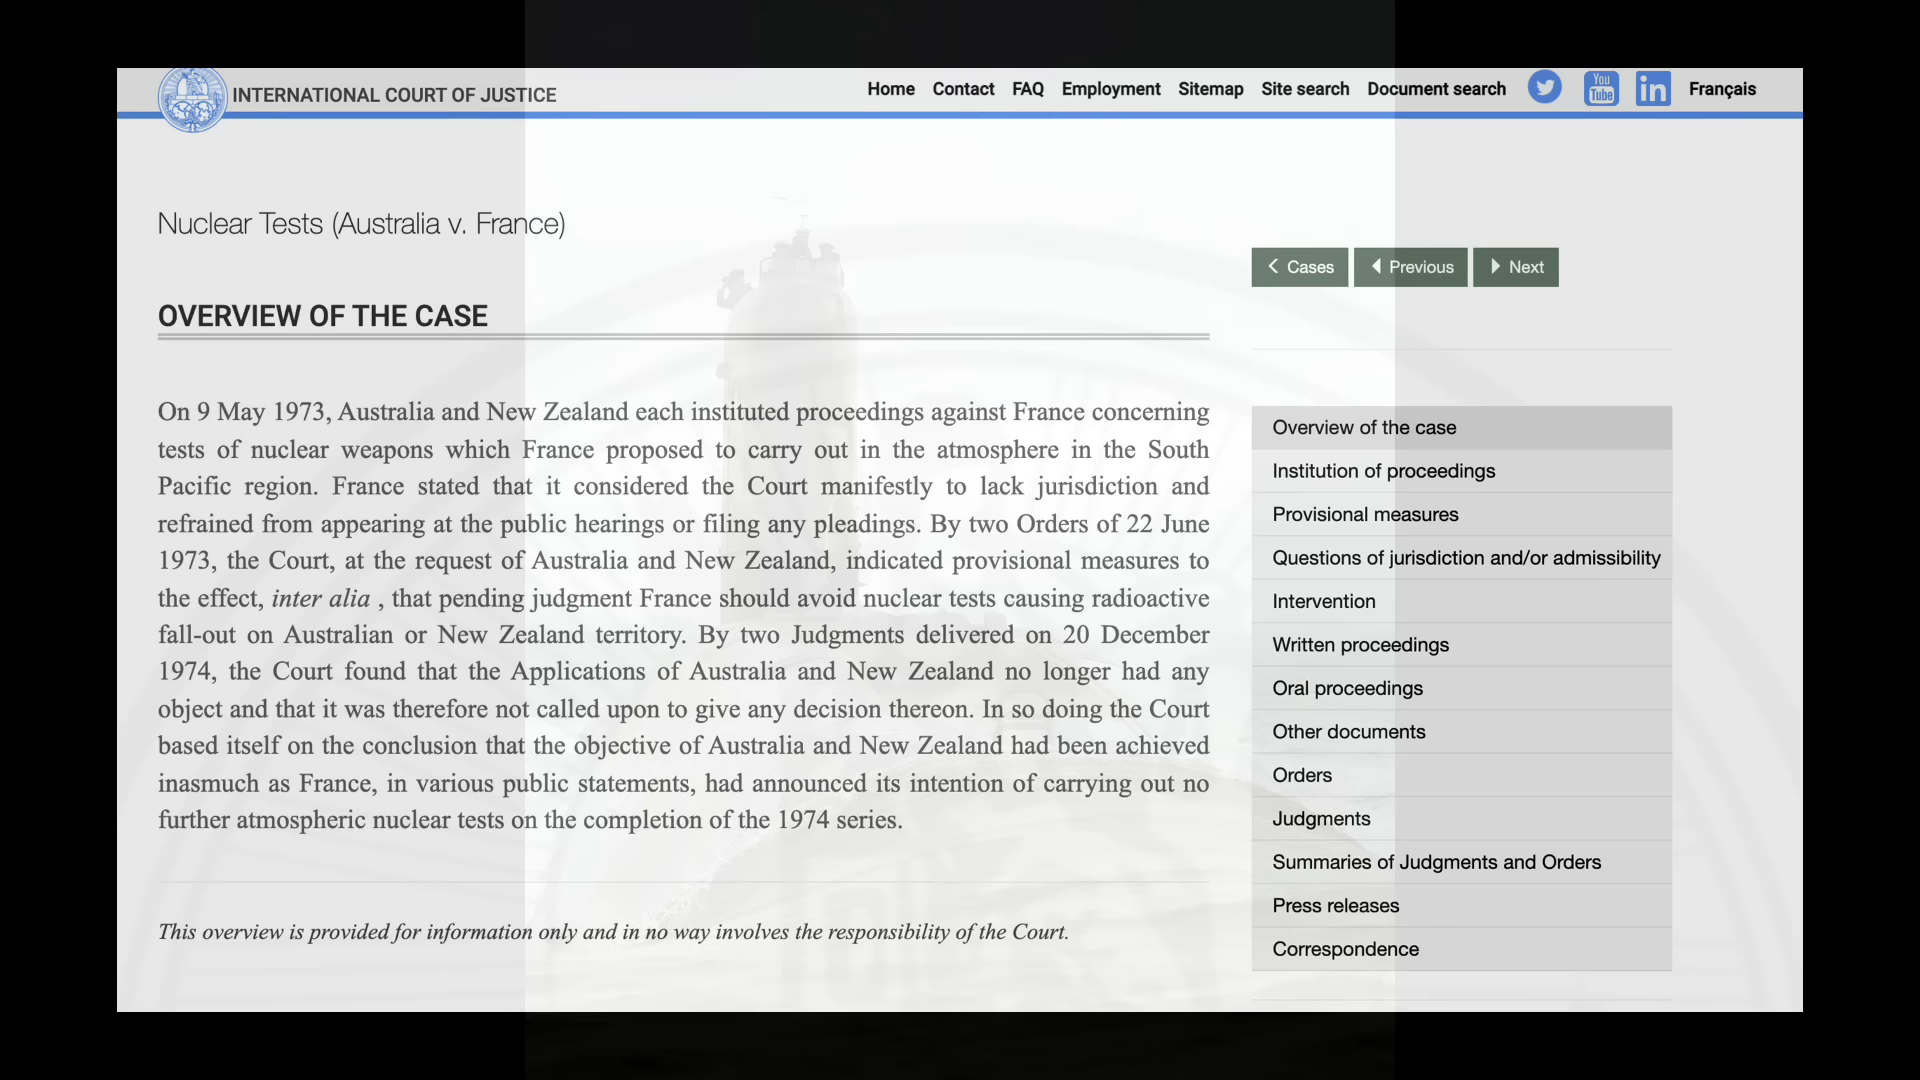 INTERNATIONAL COURT OF JUSTICE
Home Contact FAQ Employment Sitemap Site search Document search You Tube in Français
Nuclear Tests (Australia v. France)
Cases Previous Next
OVERVIEW OF THE CASE
On 9 May 1973, Australia and New Zealand each instituted proceedings against France concerning
tests of nuclear weapons which France proposed to carry out in the atmosphere in the South
Pacific region. France stated that it considered the Court manifestly to lack jurisdiction and
refrained from appearing at the public hearings or filing any pleadings. By two Orders of 22 June
1973, the Court, at the request of Australia and New Zealand, indicated provisional measures to
the effect, inter alia , that pending judgment France should avoid nuclear tests causing radioactive
fall-out on Australian or New Zealand territory. By two Judgments delivered on 20 December
1974, the Court found that the Applications of Australia and New Zealand no longer had any
object and that it was therefore not called upon to give any decision thereon. In so doing the Court
based itself on the conclusion that the objective of Australia and New Zealand had been achieved
inasmuch as France, in various public statements, had announced its intention of carrying out no
further atmospheric nuclear tests on the completion of the 1974 series.
This overview is provided for information only and in no way involves the responsibility of the Court.
Overview of the case
Institution of proceedings
Provisional measures
Questions of jurisdiction and/or admissibility
Intervention
Written proceedings
Oral proceedings
Other documents
Orders
Judgments
Summaries of Judgments and Orders
Press releases
Correspondence